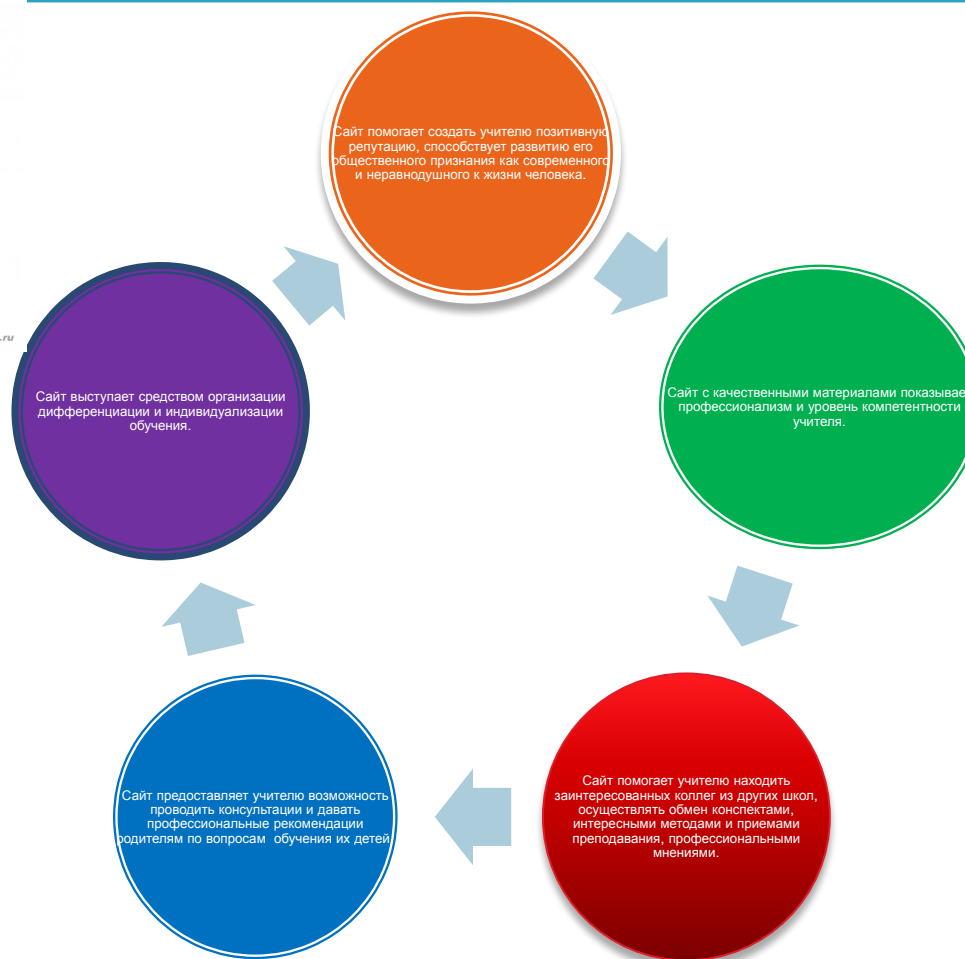 Сайт помогает создать учителю позитивную
репутацию, способствует развитию его
общественного признания как современного
и неравнодушного к жизни человека.
Сайт с качественными материалами показывае
профессионализм и уровень компетентности
учителя.
Сайт помогает учителю находить
заинтересованных коллег из других школ,
осуществлять обмен конспектами,
интересными методами и приемами
преподавания, профессиональными
мнениями.
Сайт предоставляет учителю возможность
проводить консультации и давать
профессиональные рекомендации
родителям по вопросам обучения их детей
Сайт выступает средством организации
дифференциации и индивидуализации
обучения.
.ru